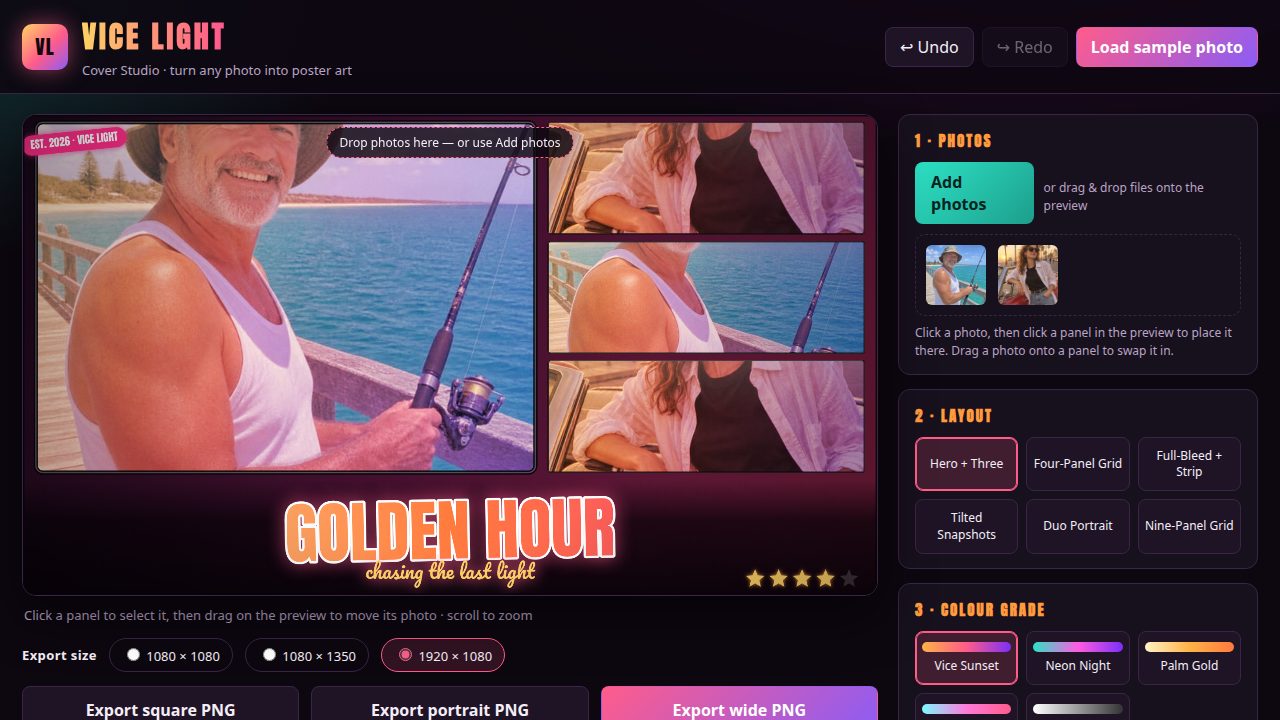 VL
VICE LIGHT
Cover Studio · turn any photo into poster art
↩ Undo
↪ Redo
Load sample photo
EST. 2026 · VICE LIGHT
Drop photos here — or use Add photos
GOLDEN HOUR
chasing the last light
Click a panel to select it, then drag on the preview to move its photo · scroll to zoom
Export size
1080 × 1080
1080 × 1350
1920 × 1080
Export square PNG
Export portrait PNG
Export wide PNG
1 · PHOTOS
Add
photos
or drag & drop files onto the
preview
Click a photo, then click a panel in the preview to place it
there. Drag a photo onto a panel to swap it in.
2 · LAYOUT
Hero + Three
Four-Panel Grid
Full-Bleed +
Strip
Tilted
Snapshots
Duo Portrait
Nine-Panel Grid
3 · COLOUR GRADE
Vice Sunset
Neon Night
Palm Gold